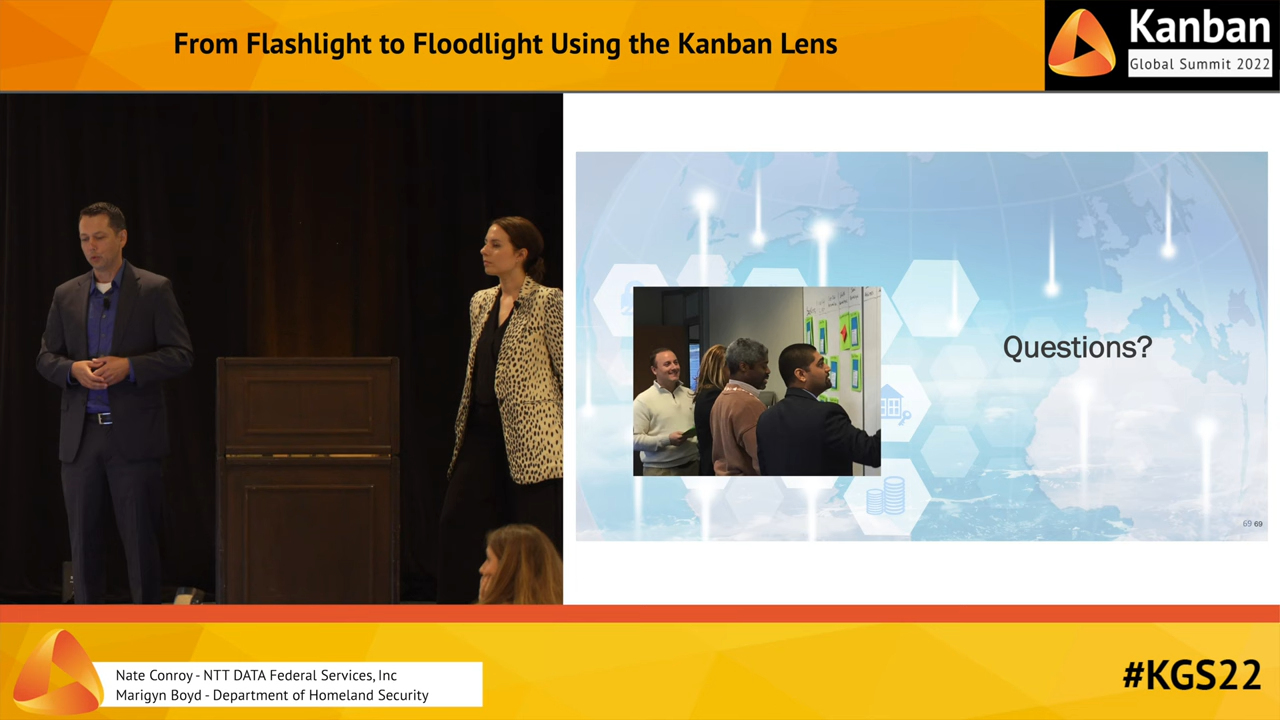 From Flashlight to Floodlight Using the Kanban Lens
Kanban
Global Summit 2022
Questions?
69 69
Nate Conroy - NTT DATA Federal Services, Inc
Marigyn Boyd - Department of Homeland Security
#KGS22